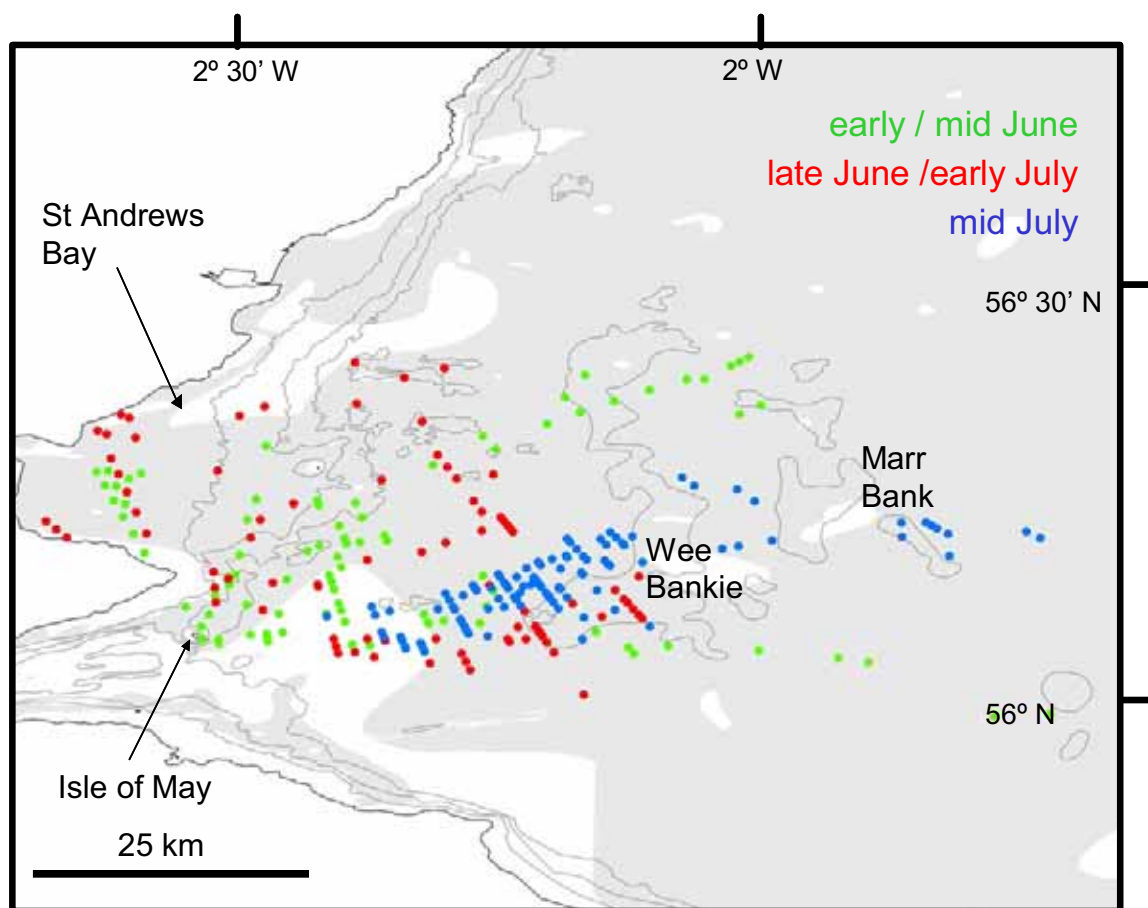 2º 30’ W
2º W
early / mid June
late June /early July
mid July
St Andrews
Bay
56º 30’ N
Marr
Bank
Wee
Bankie
56º N
Isle of May
25 km